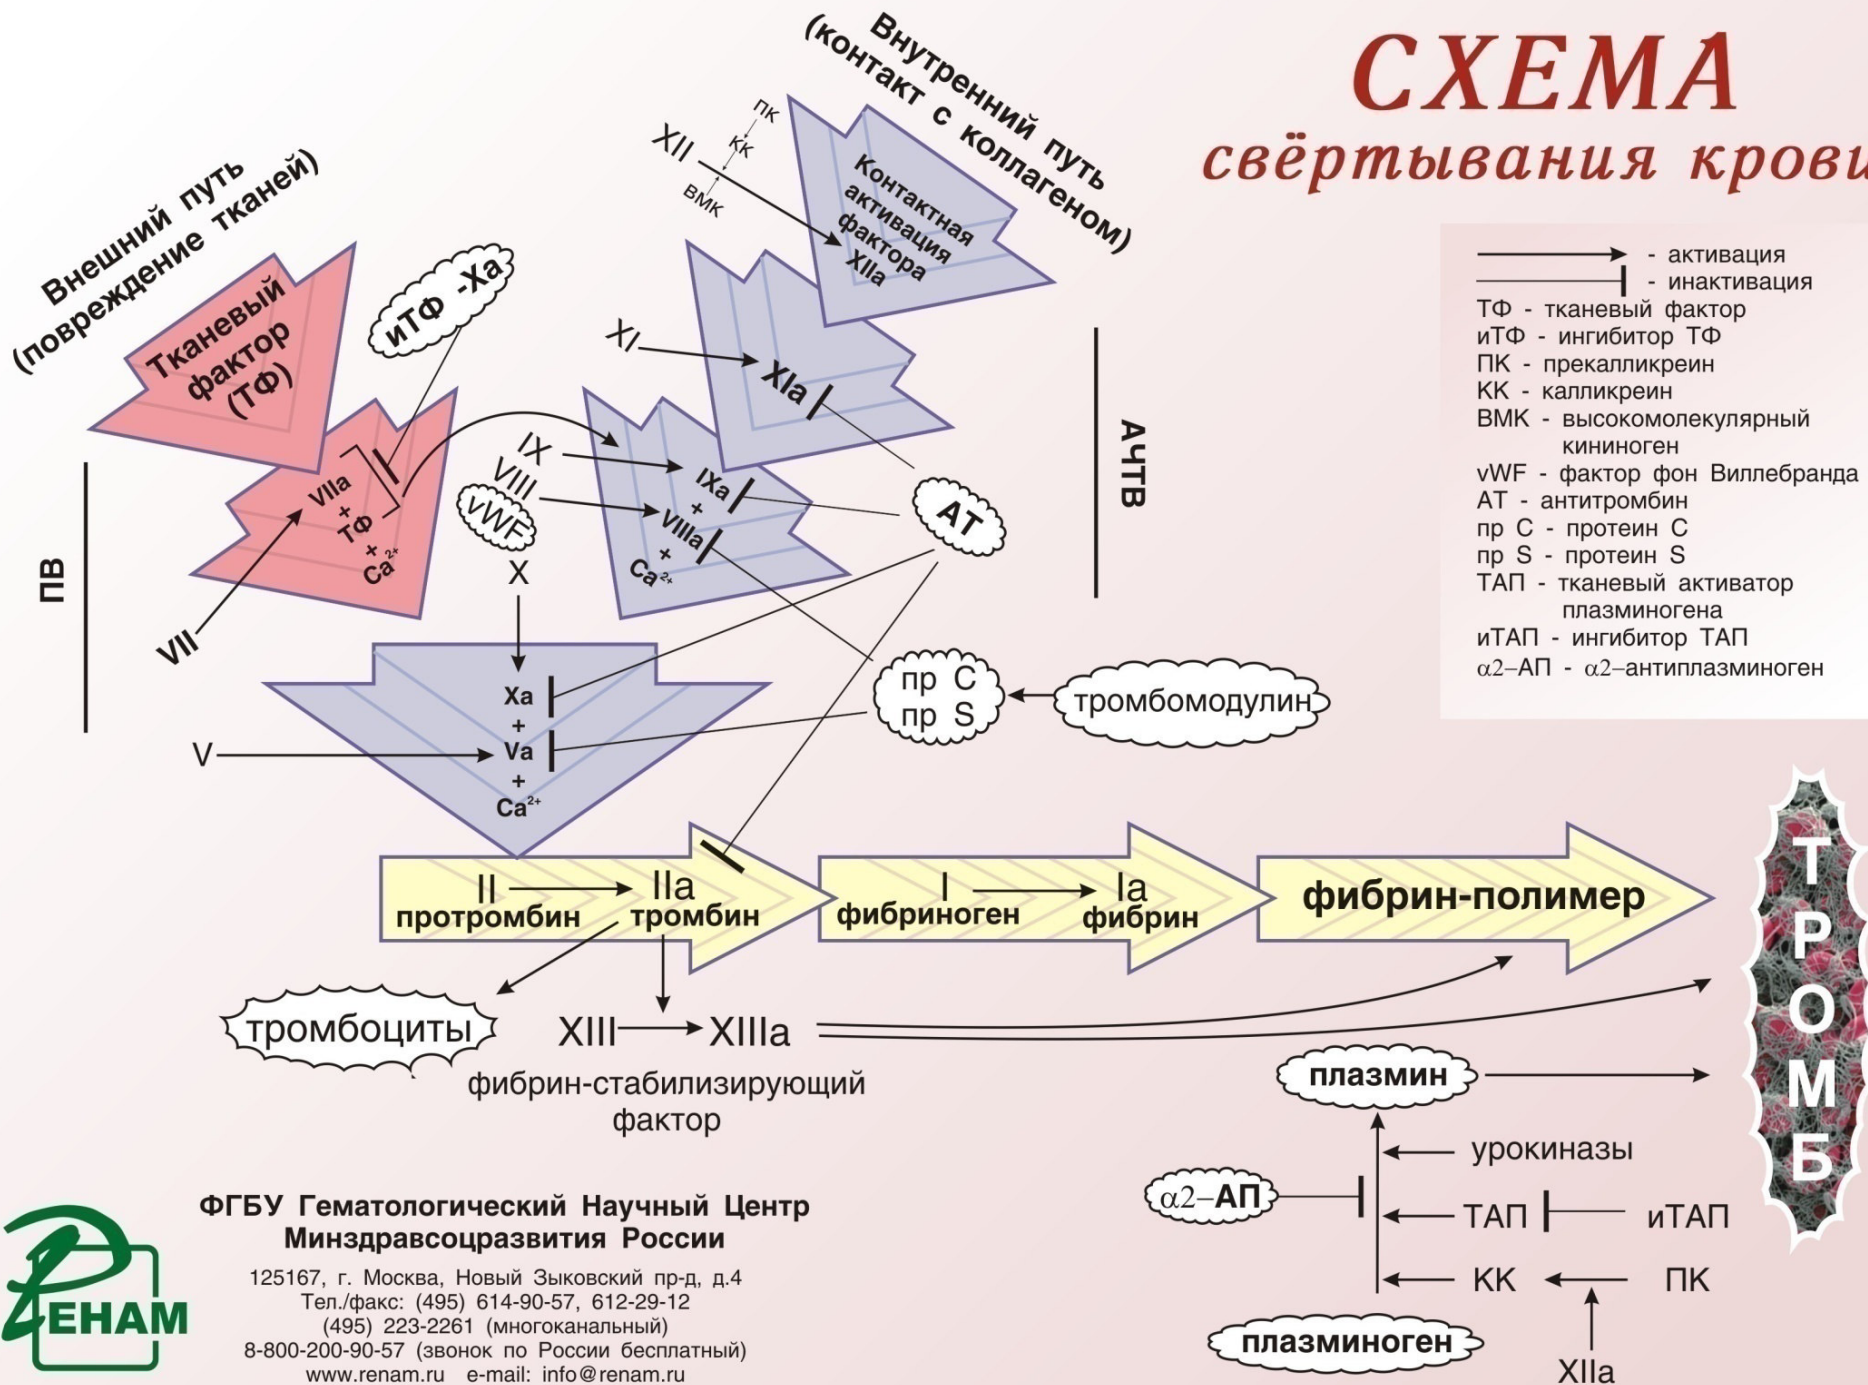 СХЕМА
свёртывания крови
Внешний путь
(повреждение тканей)
Внутренний путь
(контакт с коллагеном)
Тканевый
фактор
(ТФ)
иТФ -Ха
VIIa
+
ТФ
+
Ca²⁺
VII
ПВ
ПК
КК
XII
ВМК
Контактная
активация
фактора
XIIa
XI
XIa
IX
VIII
vWF
IXa
+
VIIIa
+
Ca²⁺
АТ
АЧТВ
X
Xa
+
Va
+
Ca²⁺
V
пр C
пр S
тромбомодулин
- активация
- инактивация
ТФ - тканевый фактор
иТФ - ингибитор ТФ
ПК - прекалликреин
КК - калликреин
ВМК - высокомолекулярный
кининоген
vWF - фактор фон Виллебранда
АТ - антитромбин
пр C - протеин C
пр S - протеин S
ТАП - тканевый активатор
плазминогена
иТАП - ингибитор ТАП
α2–АП - α2–антиплазминоген
II
протромбин
IIa
тромбин
I
фибриноген
Ia
фибрин
фибрин-полимер
ТРОМБ
тромбоциты
XIII
XIIIa
фибрин-стабилизирующий
фактор
плазмин
урокиназы
α2–АП
ТАП
иТАП
КК
ПК
плазминоген
XIIa
РЕНАМ
ФГБУ Гематологический Научный Центр
Минздравсоцразвития России
125167, г. Москва, Новый Зыковский пр-д, д.4
Тел./факс: (495) 614-90-57, 612-29-12
(495) 223-2261 (многоканальный)
8-800-200-90-57 (звонок по России бесплатный)
www.renam.ru e-mail: info@renam.ru